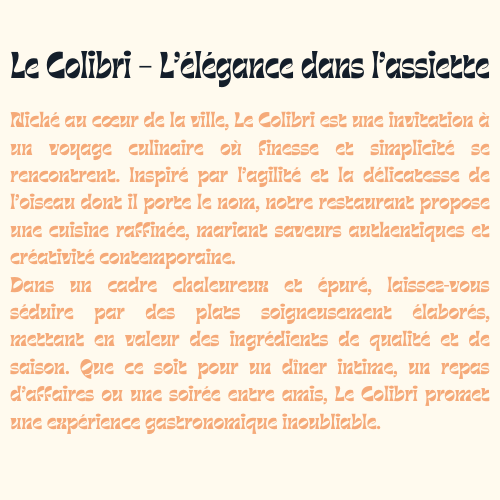 Le Colibri – L’élégance dans l’assiette
Niché au cœur de la ville, Le Colibri est une invitation à
un voyage culinaire où finesse et simplicité se
rencontrent. Inspiré par l’agilité et la délicatesse de
l’oiseau dont il porte le nom, notre restaurant propose
une cuisine raffinée, mariant saveurs authentiques et
créativité contemporaine.
Dans un cadre chaleureux et épuré, laissez-vous
séduire par des plats soigneusement élaborés,
mettant en valeur des ingrédients de qualité et de
saison. Que ce soit pour un dîner intime, un repas
d’affaires ou une soirée entre amis, Le Colibri promet
une expérience gastronomique inoubliable.